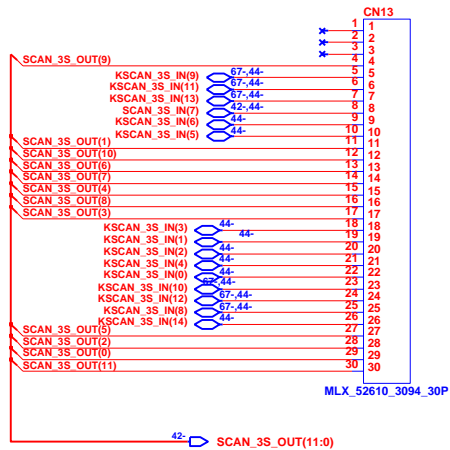 CN13
1 1
2 2
3 3
SCAN_3S_OUT(9) 4 4
KSCAN_3S_IN(9) 67-,44- 5 5
KSCAN_3S_IN(11) 67-,44- 6 6
KSCAN_3S_IN(13) 67-,44- 7 7
SCAN_3S_IN(7) 42-,44- 8 8
KSCAN_3S_IN(6) 44- 9 9
KSCAN_3S_IN(5) 44- 10 10
SCAN_3S_OUT(1) 11 11
SCAN_3S_OUT(10) 12 12
SCAN_3S_OUT(6) 13 13
SCAN_3S_OUT(7) 14 14
SCAN_3S_OUT(4) 15 15
SCAN_3S_OUT(8) 16 16
SCAN_3S_OUT(3) 17 17
KSCAN_3S_IN(3) 44- 18 18
KSCAN_3S_IN(1) 44- 19 19
KSCAN_3S_IN(2) 44- 20 20
KSCAN_3S_IN(4) 44- 21 21
KSCAN_3S_IN(0) 44- 22 22
KSCAN_3S_IN(10) 67-,44- 23 23
KSCAN_3S_IN(12) 67-,44- 24 24
KSCAN_3S_IN(8) 67-,44- 25 25
KSCAN_3S_IN(14) 44- 26 26
SCAN_3S_OUT(5) 27 27
SCAN_3S_OUT(2) 28 28
SCAN_3S_OUT(0) 29 29
SCAN_3S_OUT(11) 30 30
MLX_52610_3094_30P
42- SCAN_3S_OUT(11:0)